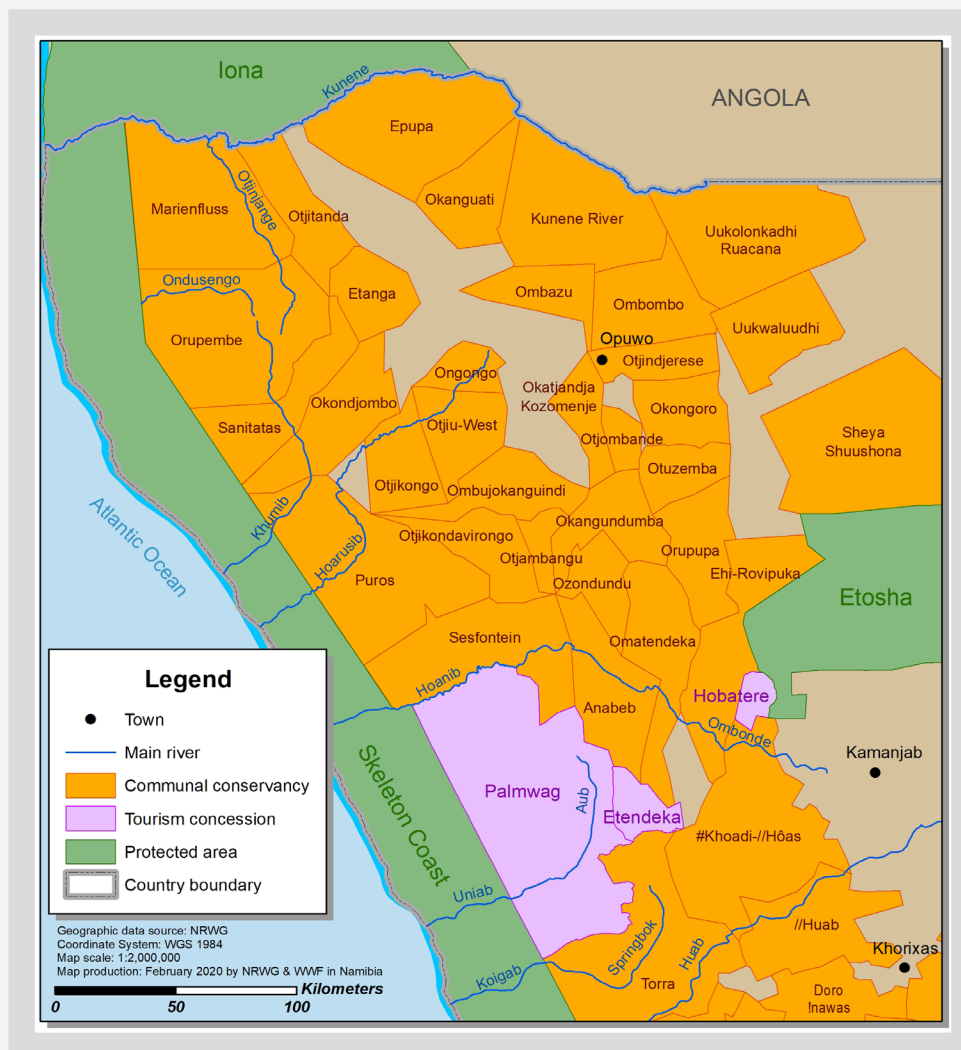 Iona
Kunene
ANGOLA
Epupa
Otjinjange
Okanguati
Marienfluss
Otjitanda
Kunene River
Uukolonkadhi
Ruacana
Ondusengo
Etanga
Ombazu
Ombombo
Uukwaluudhi
Orupembe
Opuwo
Otjindjerese
Ongongo
Okatjandja
Kozomenje
Okondjombo
Okongoro
Sanitatas
Otjiu-West
Otjombande
Sheya
Shuushona
Otuzemba
Otjikongo
Ombujokanguindi
Atlantic Ocean
Khumib
Hoarusib
Okangundumba
Otjikondavirongo
Otjambangu
Orupupa
Ehi-Rovipuka
Puros
Ozondundu
Etosha
Sesfontein
Omatendeka
Hoanib
Hobatere
Anabeb
Ombonde
Kamanjab
Skeleton Coast
Palmwag
Aub
Etendeka
#Khoadi-//Hôas
Uniab
Springbok
Huab
//Huab
Khorixas
Koigab
Torra
Doro
!nawas
Legend
Town
Main river
Communal conservancy
Tourism concession
Protected area
Country boundary
Geographic data source: NRWG
Coordinate System: WGS 1984
Map scale: 1:2,000,000
Map production: February 2020 by NRWG & WWF in Namibia
Kilometers
0 50 100